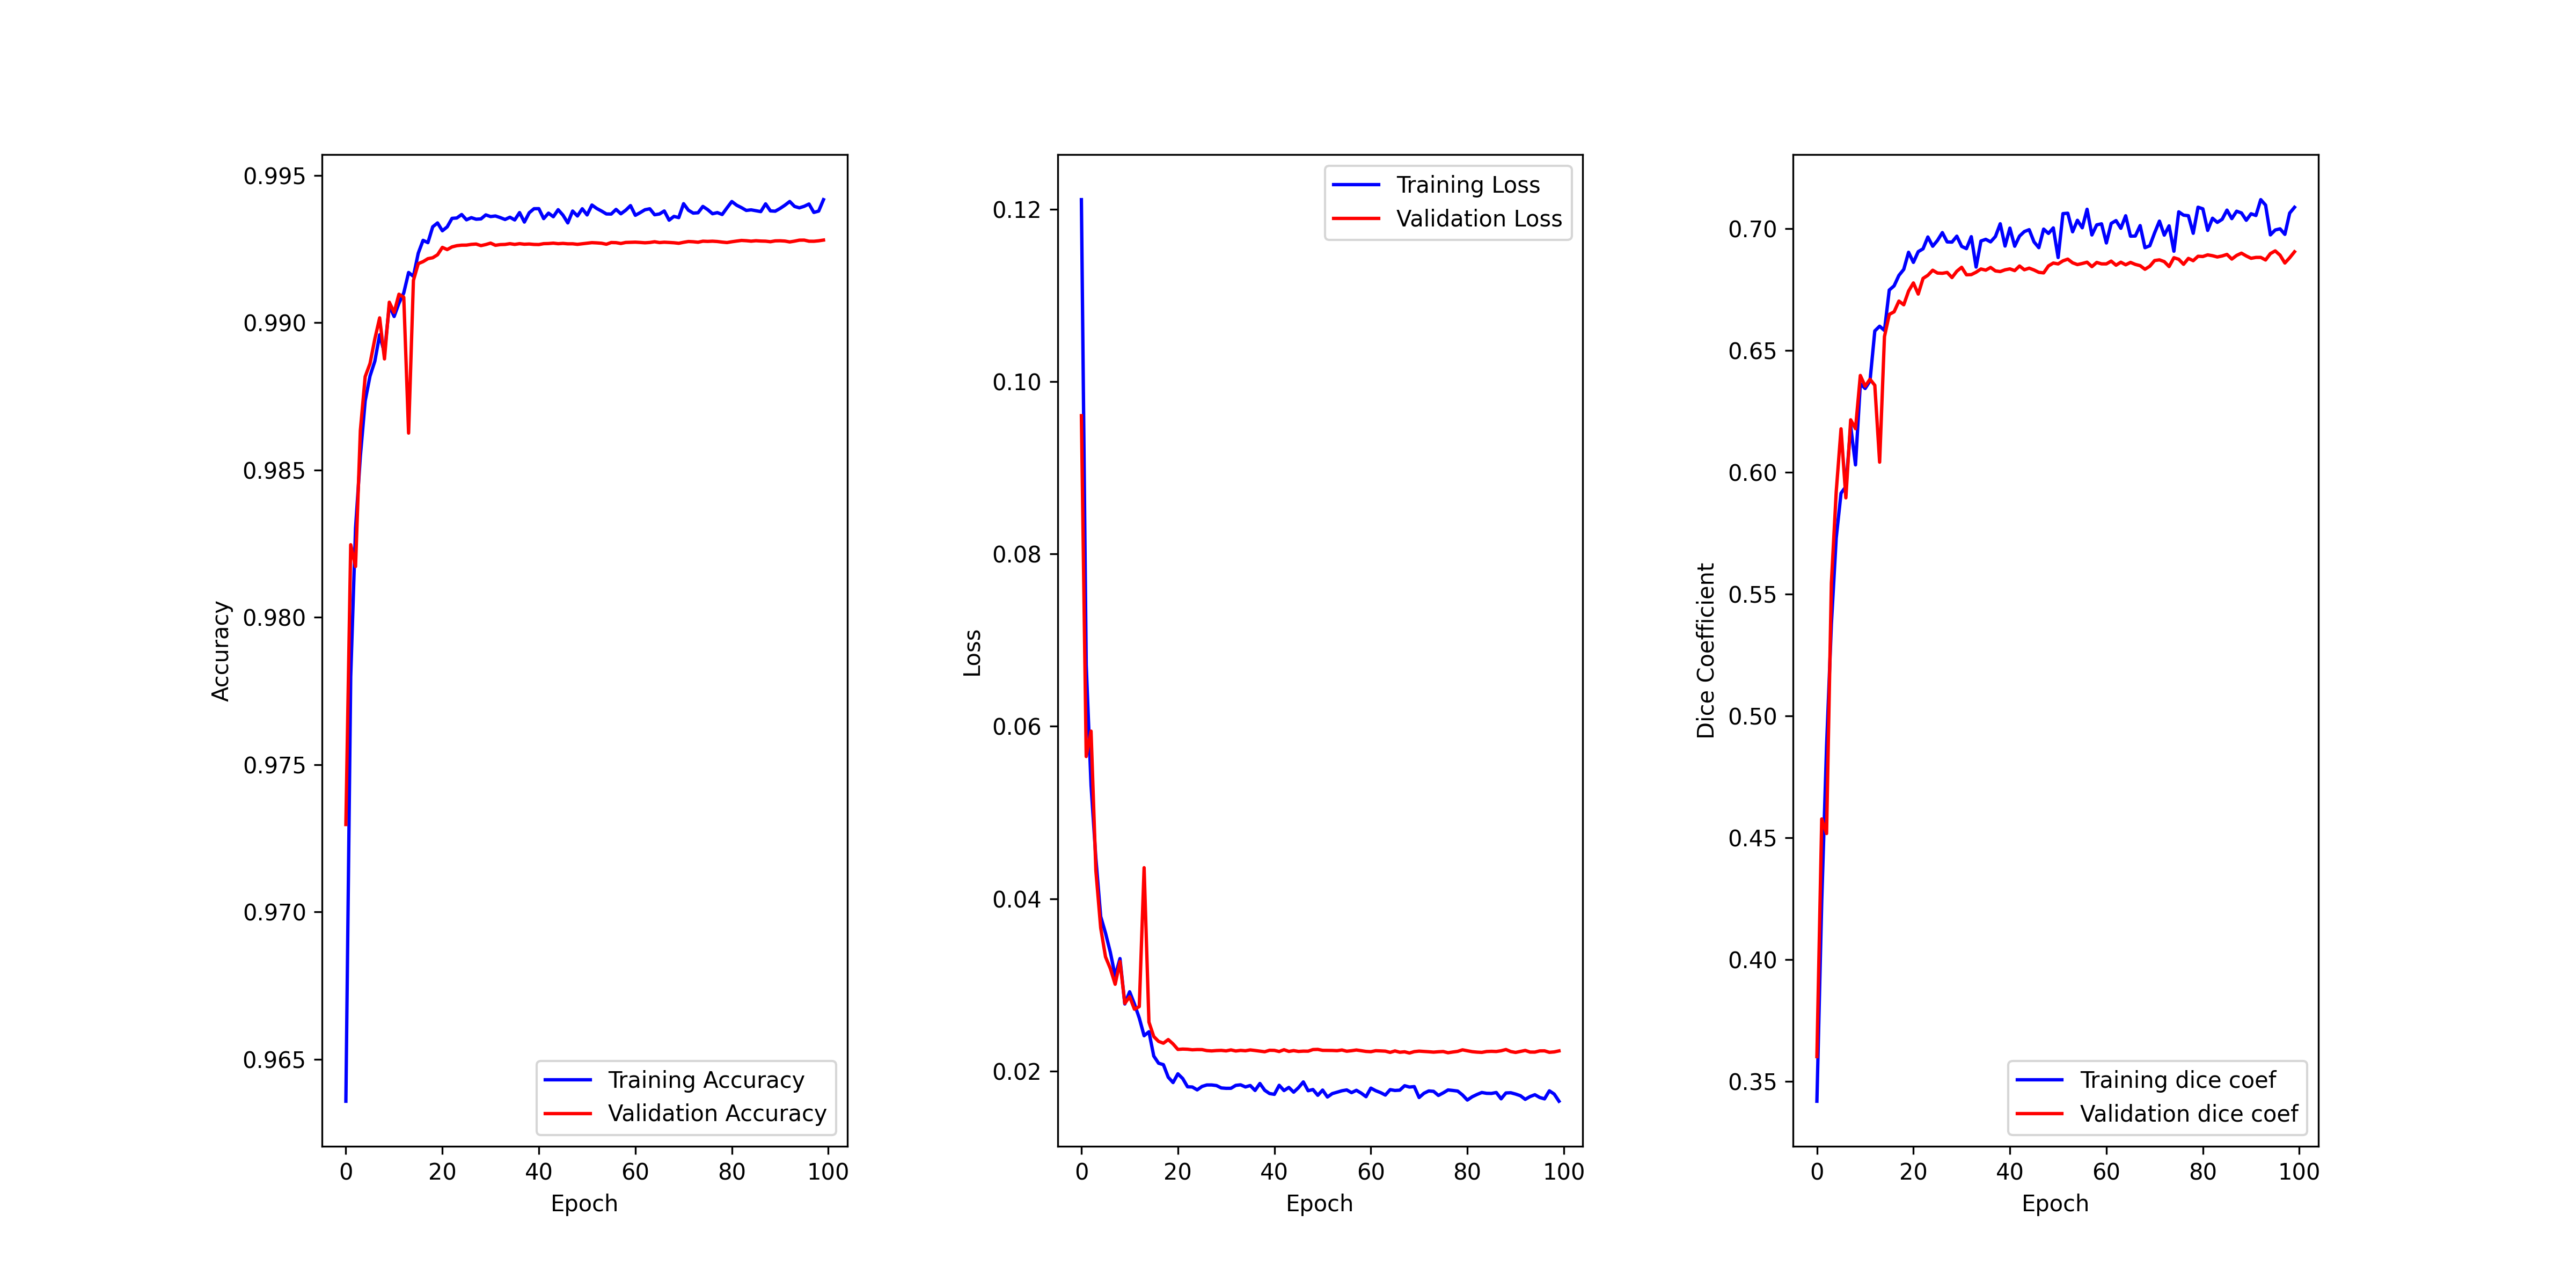 Accuracy
0.995
0.990
0.985
0.980
0.975
0.970
0.965
Training Accuracy
Validation Accuracy
0 20 40 60 80 100
Epoch
Loss
0.12
0.10
0.08
0.06
0.04
0.02
Training Loss
Validation Loss
0 20 40 60 80 100
Epoch
Dice Coefficient
0.70
0.65
0.60
0.55
0.50
0.45
0.40
0.35
Training dice coef
Validation dice coef
0 20 40 60 80 100
Epoch